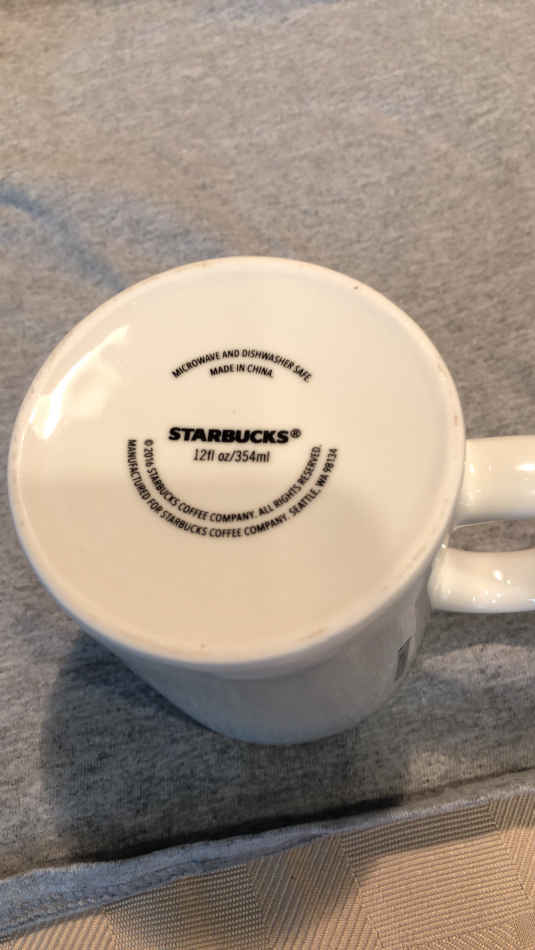 MICROWAVE AND DISHWASHER SAFE
MADE IN CHINA.
STARBUCKS®
12fl oz/354ml
© 2016 STARBUCKS COFFEE COMPANY. ALL RIGHTS RESERVED.
MANUFACTURED FOR STARBUCKS COFFEE COMPANY. SEATTLE, WA 98134